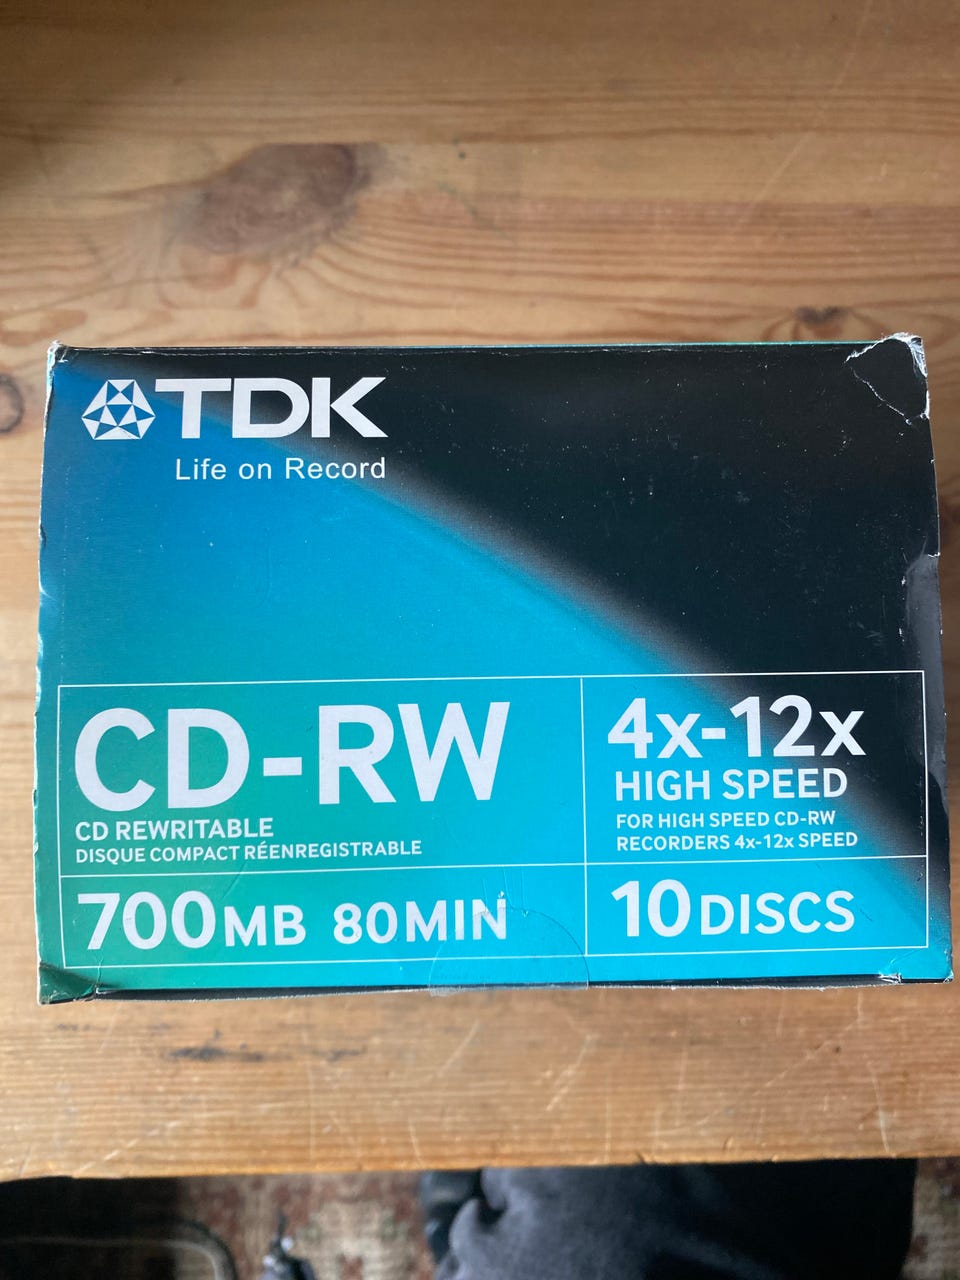 TDK
Life on Record
CD-RW
CD REWRITABLE
DISQUE COMPACT RÉENREGISTRABLE
4x-12x
HIGH SPEED
FOR HIGH SPEED CD-RW
RECORDERS 4x-12x SPEED
700MB 80MIN
10DISCS